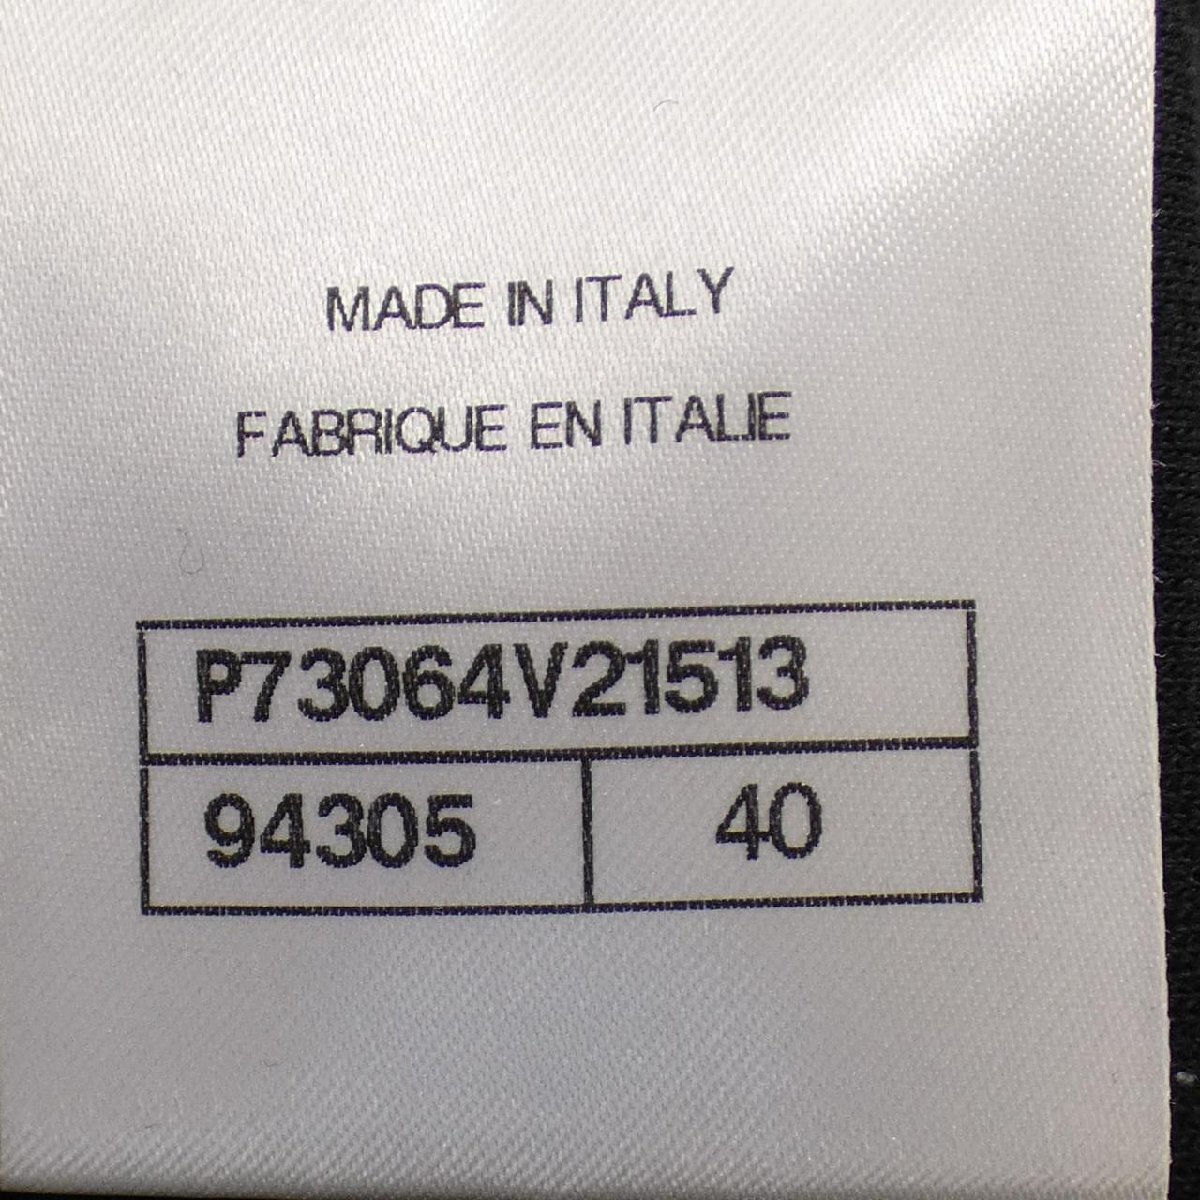 MADE IN ITALY
FABRIQUE EN ITALIE
P73064V21513
94305 40